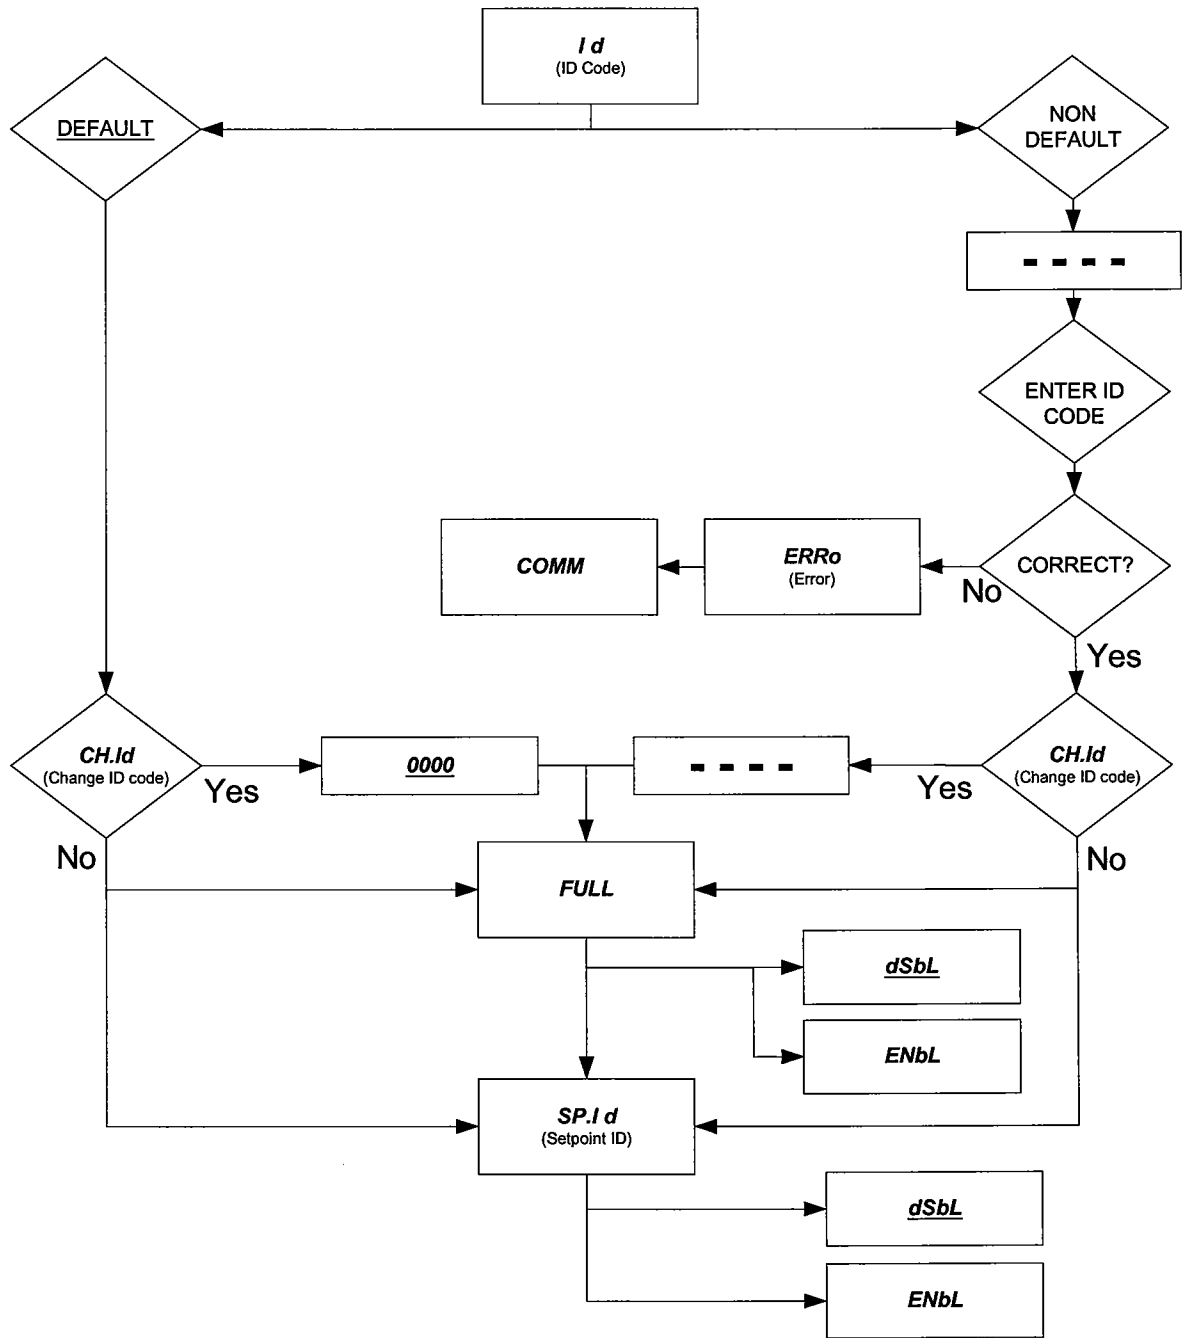 I d
(ID Code)
DEFAULT
NON
DEFAULT
- - - -
ENTER ID
CODE
COMM
ERRo
(Error)
CORRECT?
No
Yes
CH.Id
(Change ID code)
Yes
0000
- - - -
Yes
CH.Id
(Change ID code)
No
No
FULL
dSbL
ENbL
SP.I d
(Setpoint ID)
dSbL
ENbL